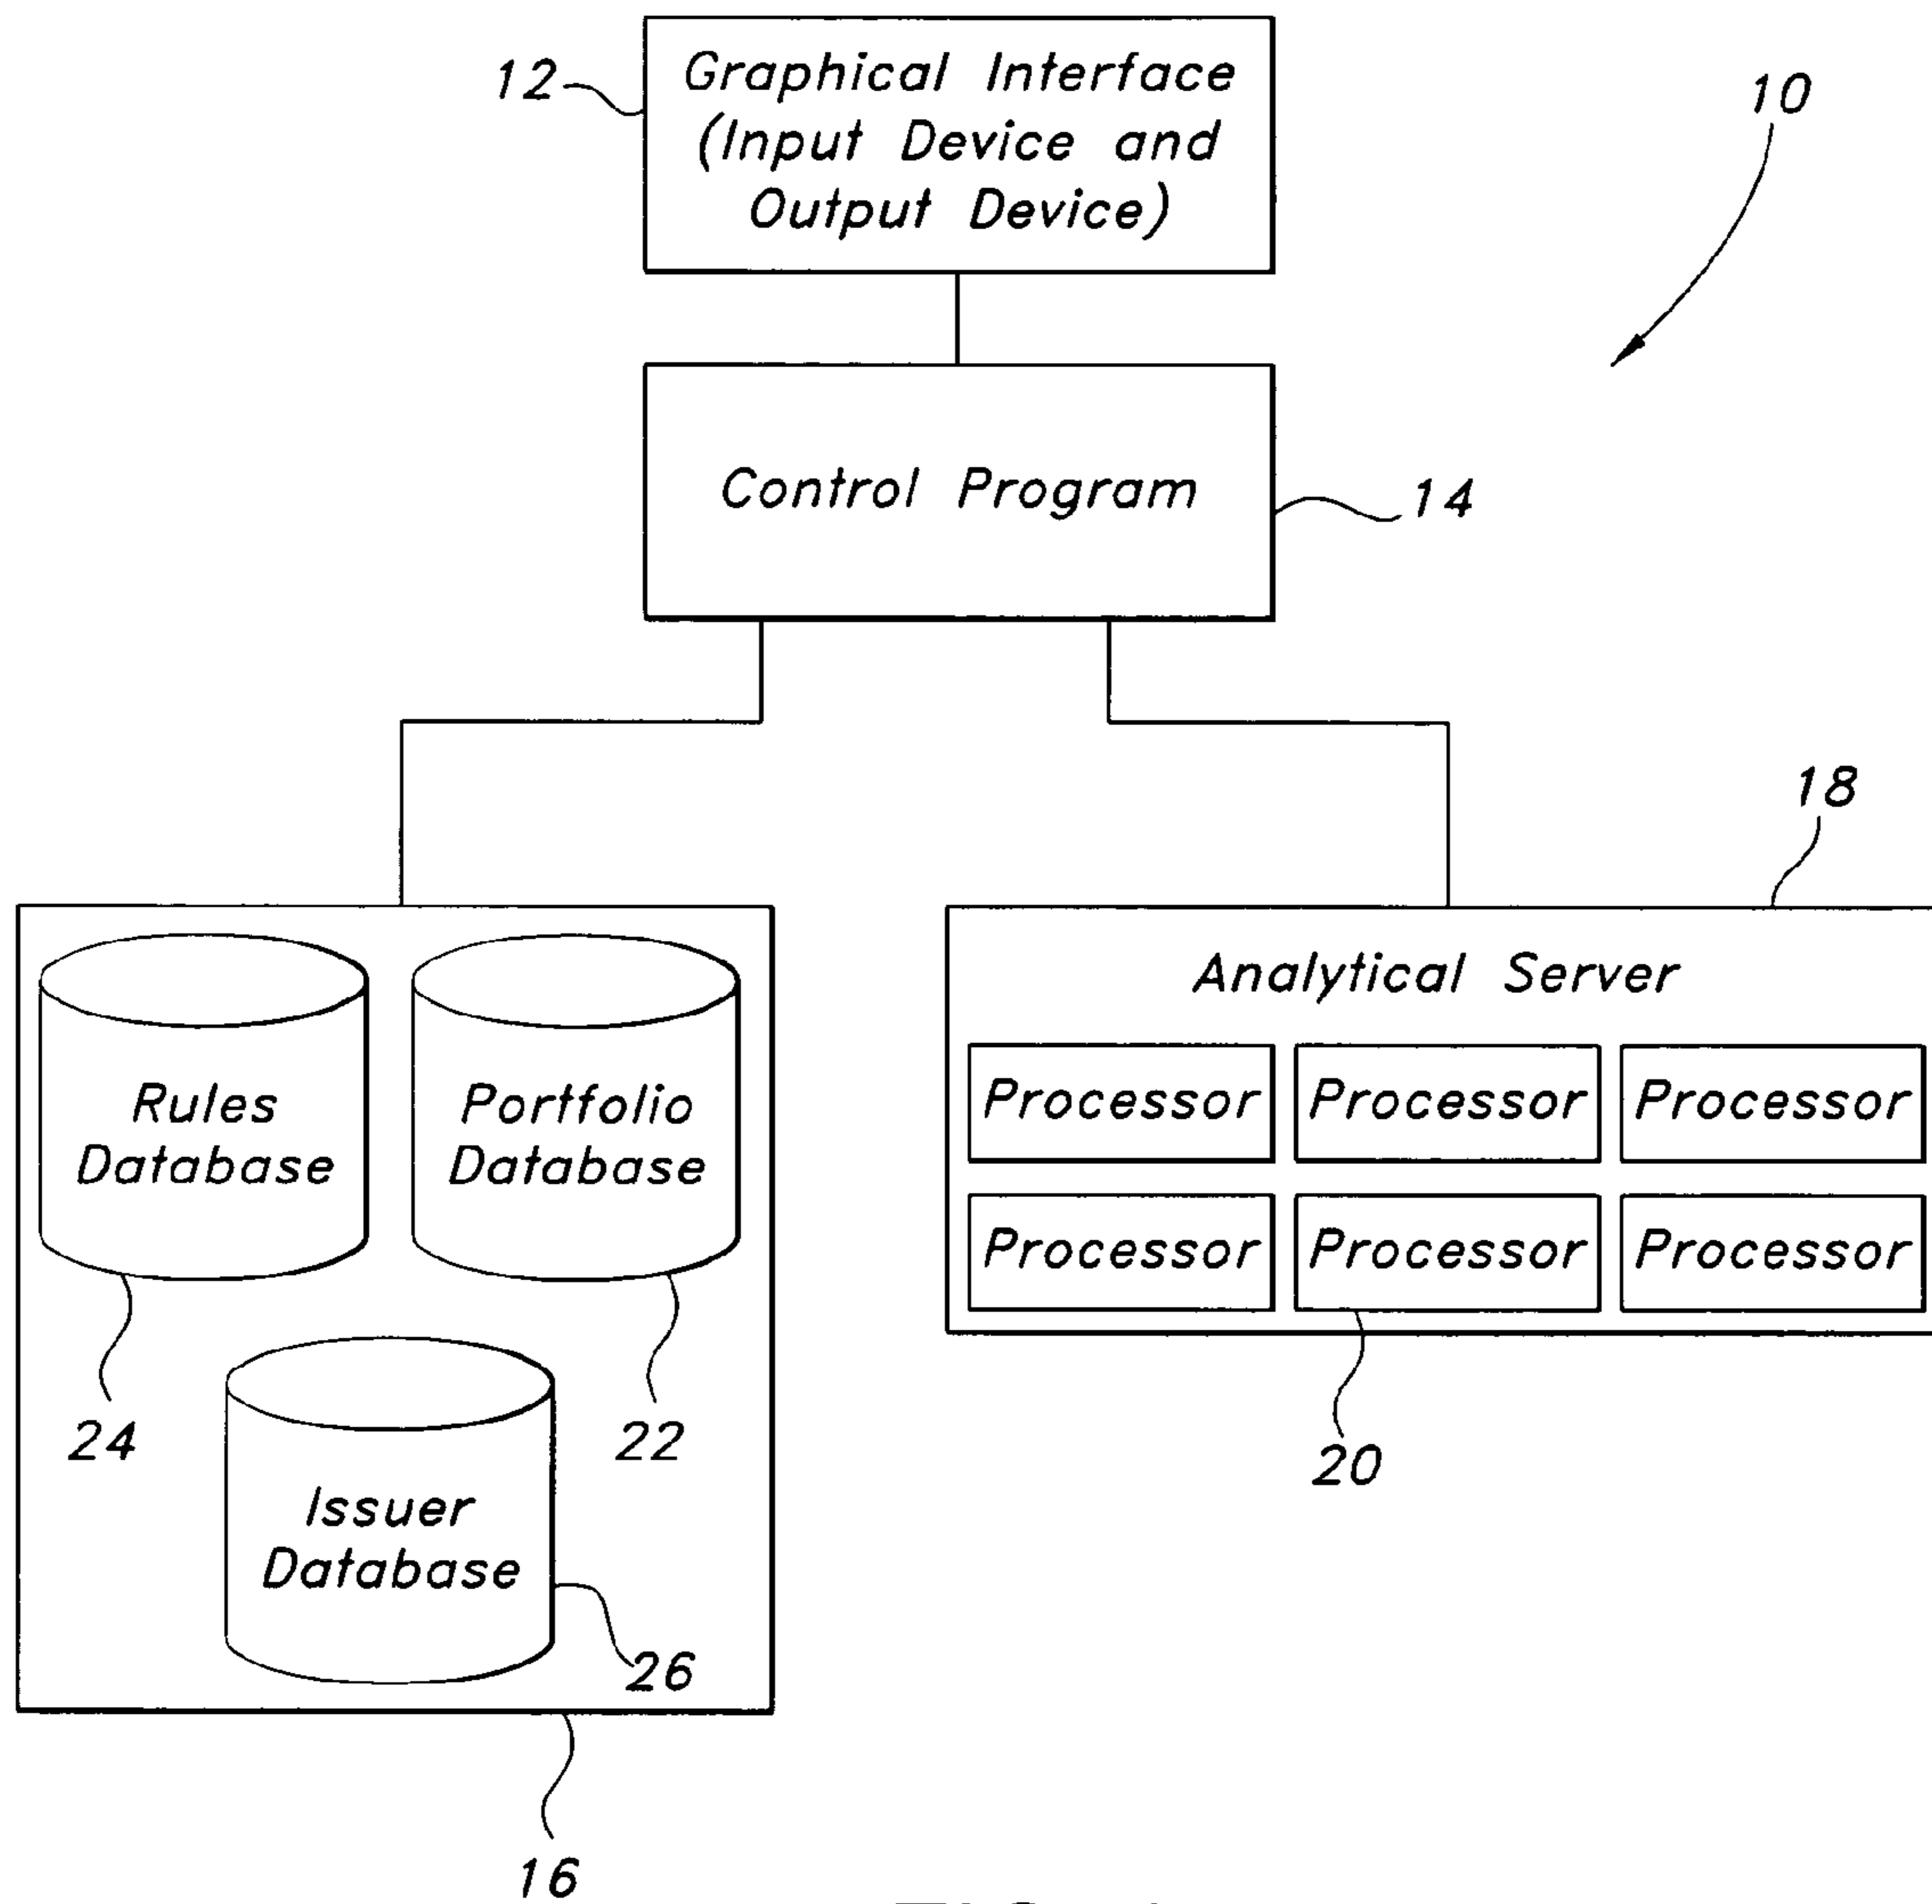 12
Graphical Interface
(Input Device and
Output Device)
10
Control Program
14
18
Rules
Database
Portfolio
Database
Analytical Server
Processor Processor Processor
Processor Processor Processor
24
22
20
Issuer
Database
26
16